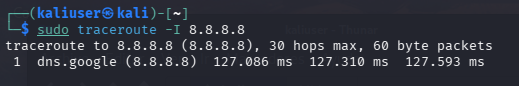 ┌──(kaliuser㉿kali)-[~]
└─$ sudo traceroute -I 8.8.8.8
traceroute to 8.8.8.8 (8.8.8.8), 30 hops max, 60 byte packets
 1  dns.google (8.8.8.8)  127.086 ms  127.310 ms  127.593 ms